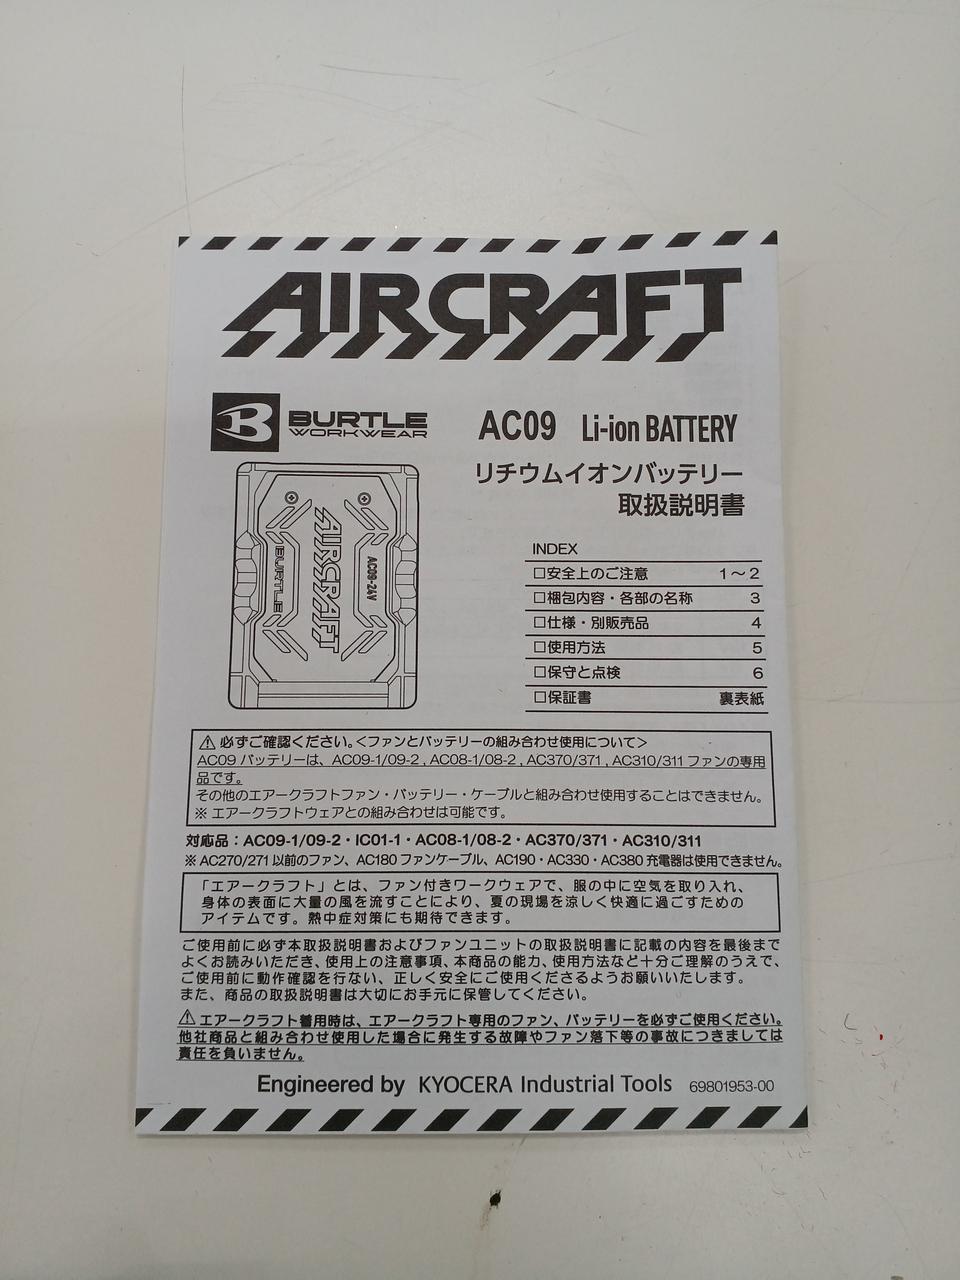 AIRCRAFT
B BURTLE
WORKWEAR
AC09 Li-ion BATTERY
リチウムイオンバッテリー
取扱説明書
AIRCRAFT
BURTLE
AC09-24V
INDEX
□安全上のご注意 1～2
□梱包内容・各部の名称 3
□仕様・別販売品 4
□使用方法 5
□保守と点検 6
□保証書 裏表紙
⚠ 必ずご確認ください。<ファンとバッテリーの組み合わせ使用について>
AC09 バッテリーは、AC09-1/09-2 , AC08-1/08-2 , AC370/371 , AC310/311 ファンの専用
品です。
その他のエアークラフトファン・バッテリー・ケーブルと組み合わせ使用することはできません。
※ エアークラフトウェアとの組み合わせは可能です。
対応品：AC09-1/09-2・IC01-1・AC08-1/08-2・AC370/371・AC310/311
※ AC270/271 以前のファン、AC180 ファンケーブル、AC190・AC330・AC380 充電器は使用できません。
「エアークラフト」とは、ファン付きワークウェアで、服の中に空気を取り入れ、
身体の表面に大量の風を流すことにより、夏の現場を涼しく快適に過ごすための
アイテムです。熱中症対策にも期待できます。
ご使用前に必ず本取扱説明書およびファンユニットの取扱説明書に記載の内容を最後まで
よくお読みいただき、使用上の注意事項、本商品の能力、使用方法など十分ご理解のうえで、
ご使用前に動作確認を行ない、正しく安全にご使用くださるようお願いいたします。
また、商品の取扱説明書は大切にお手元に保管してください。
⚠ エアークラフト着用時は、エアークラフト専用のファン、バッテリーを必ずご使用ください。
他社商品と組み合わせ使用した場合に発生する故障やファン落下等の事故につきましては
責任を負いません。
Engineered by KYOCERA Industrial Tools 69801953-00